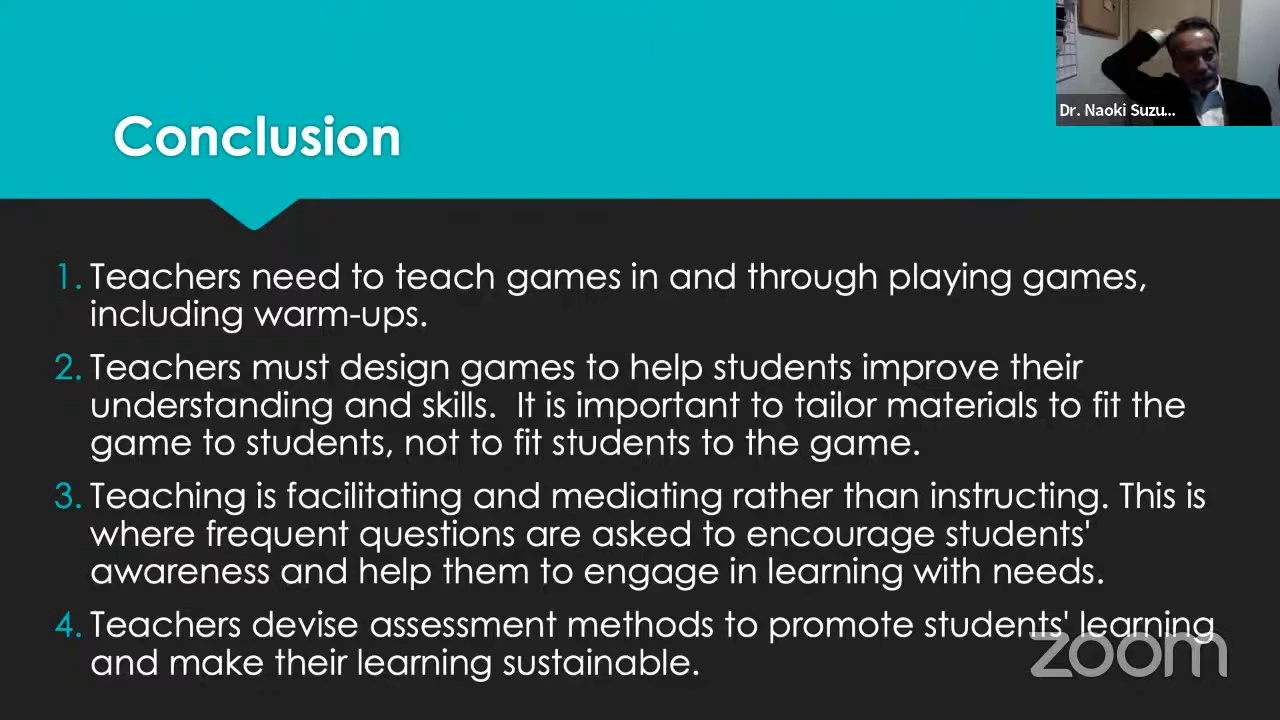 Conclusion
Dr. Naoki Suzu...
1. Teachers need to teach games in and through playing games,
including warm-ups.
2. Teachers must design games to help students improve their
understanding and skills.  It is important to tailor materials to fit the
game to students, not to fit students to the game.
3. Teaching is facilitating and mediating rather than instructing. This is
where frequent questions are asked to encourage students'
awareness and help them to engage in learning with needs.
4. Teachers devise assessment methods to promote students' learning
and make their learning sustainable.
zoom